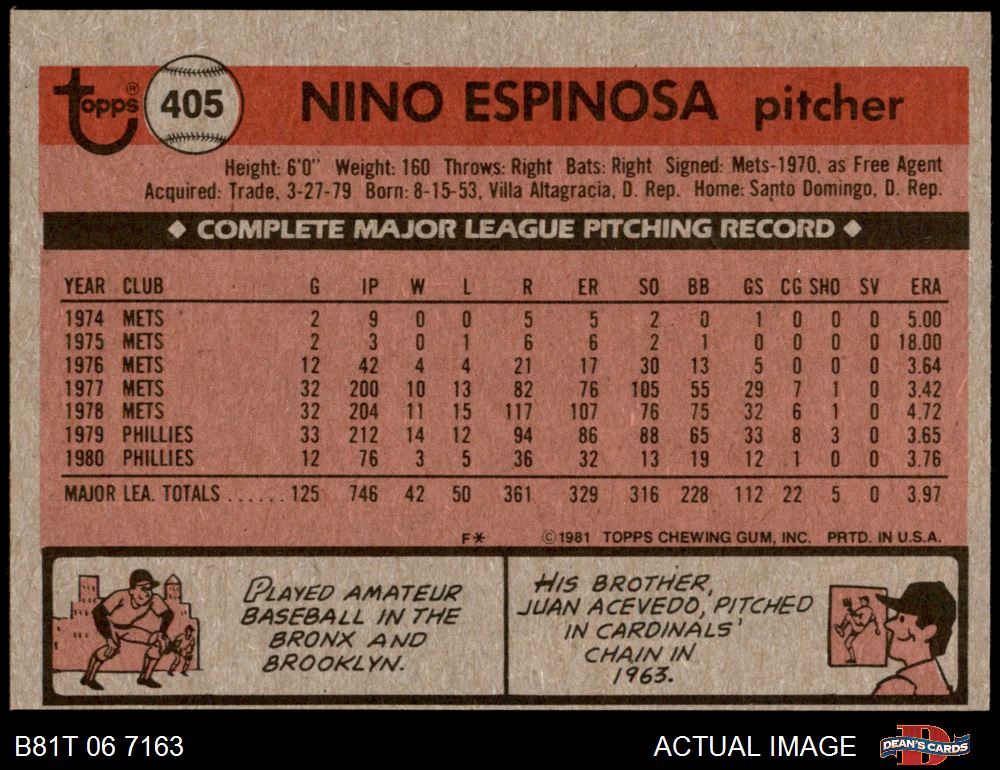 Topps® 405 NINO ESPINOSA pitcher
Height: 6'0" Weight: 160 Throws: Right Bats: Right Signed: Mets-1970, as Free Agent
Acquired: Trade, 3-27-79 Born: 8-15-53, Villa Altagracia, D. Rep. Home: Santo Domingo, D. Rep.
◆ COMPLETE MAJOR LEAGUE PITCHING RECORD ◆
YEAR CLUB G IP W L R ER SO BB GS CG SHO SV ERA
1974 METS 2 9 0 0 5 5 2 0 1 0 0 0 5.00
1975 METS 2 3 0 1 6 6 2 1 0 0 0 0 18.00
1976 METS 12 42 4 4 21 17 30 13 5 0 0 0 3.64
1977 METS 32 200 10 13 82 76 105 55 29 7 1 0 3.42
1978 METS 32 204 11 15 117 107 76 75 32 6 1 0 4.72
1979 PHILLIES 33 212 14 12 94 86 88 65 33 8 3 0 3.65
1980 PHILLIES 12 76 3 5 36 32 13 19 12 1 0 0 3.76
MAJOR LEA. TOTALS ...... 125 746 42 50 361 329 316 228 112 22 5 0 3.97
F* ©1981 TOPPS CHEWING GUM, INC. PRTD. IN U.S.A.
PLAYED AMATEUR
BASEBALL IN THE
BRONX AND
BROOKLYN.
HIS BROTHER,
JUAN ACEVEDO, PITCHED
IN CARDINALS'
CHAIN IN
1963.
B81T 06 7163 ACTUAL IMAGE D DEAN'S CARDS